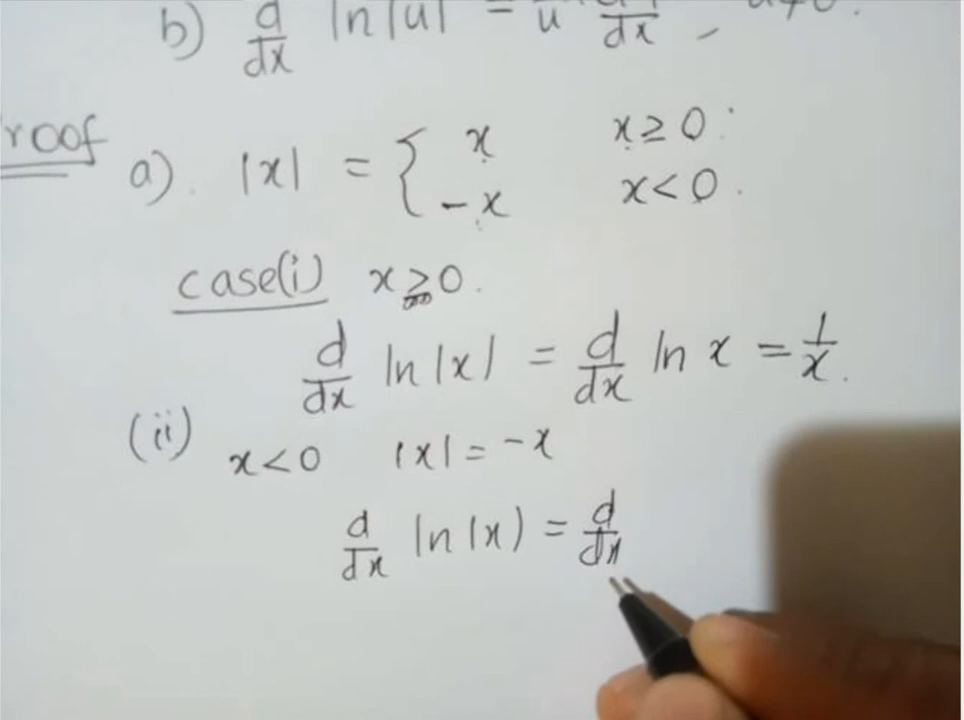 b) d/dx ln|u| = 1/u du/dx, u≠0.
roof
a). |x| = { x x≥0.
-x x<0.
case(i) x≥0.
d/dx ln|x| = d/dx ln x = 1/x.
(ii)
x<0 |x| = -x
d/dx ln|x) = d/dx